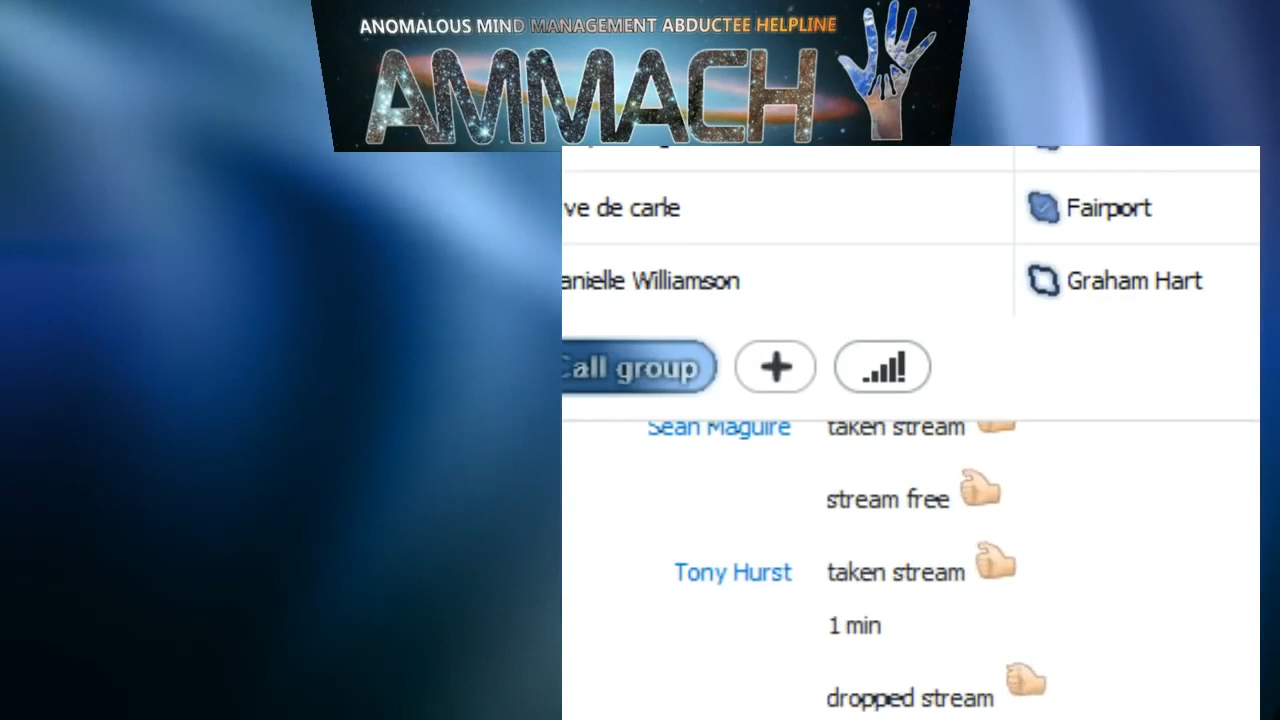 ANOMALOUS MIND MANAGEMENT ABDUCTEE HELPLINE
AMMACH
ve de carle
Fairport
anielle Williamson
Graham Hart
Call group
Sean Maguire taken stream
stream free
Tony Hurst taken stream
1 min
dropped stream